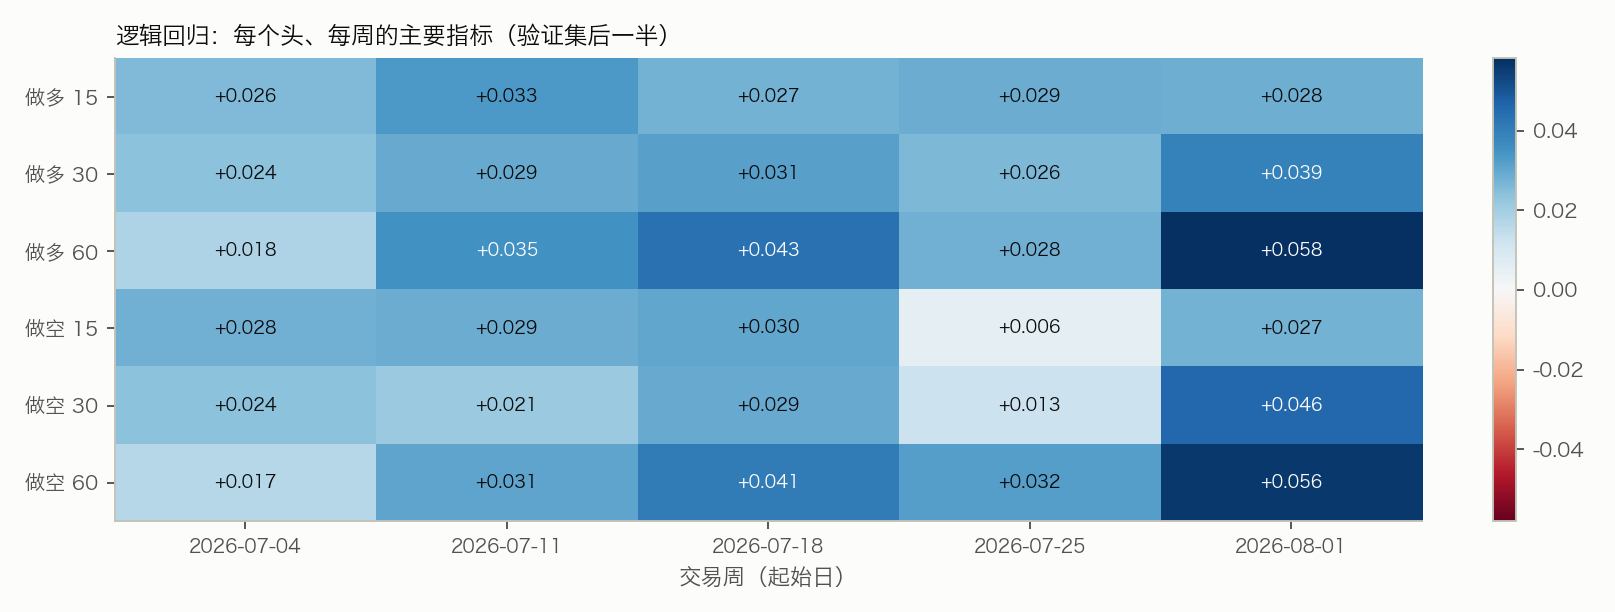 逻辑回归：每个头、每周的主要指标（验证集后一半）
做多 15 +0.026 +0.033 +0.027 +0.029 +0.028
做多 30 +0.024 +0.029 +0.031 +0.026 +0.039
做多 60 +0.018 +0.035 +0.043 +0.028 +0.058
做空 15 +0.028 +0.029 +0.030 +0.006 +0.027
做空 30 +0.024 +0.021 +0.029 +0.013 +0.046
做空 60 +0.017 +0.031 +0.041 +0.032 +0.056
2026-07-04 2026-07-11 2026-07-18 2026-07-25 2026-08-01
交易周（起始日）
0.04
0.02
0.00
-0.02
-0.04